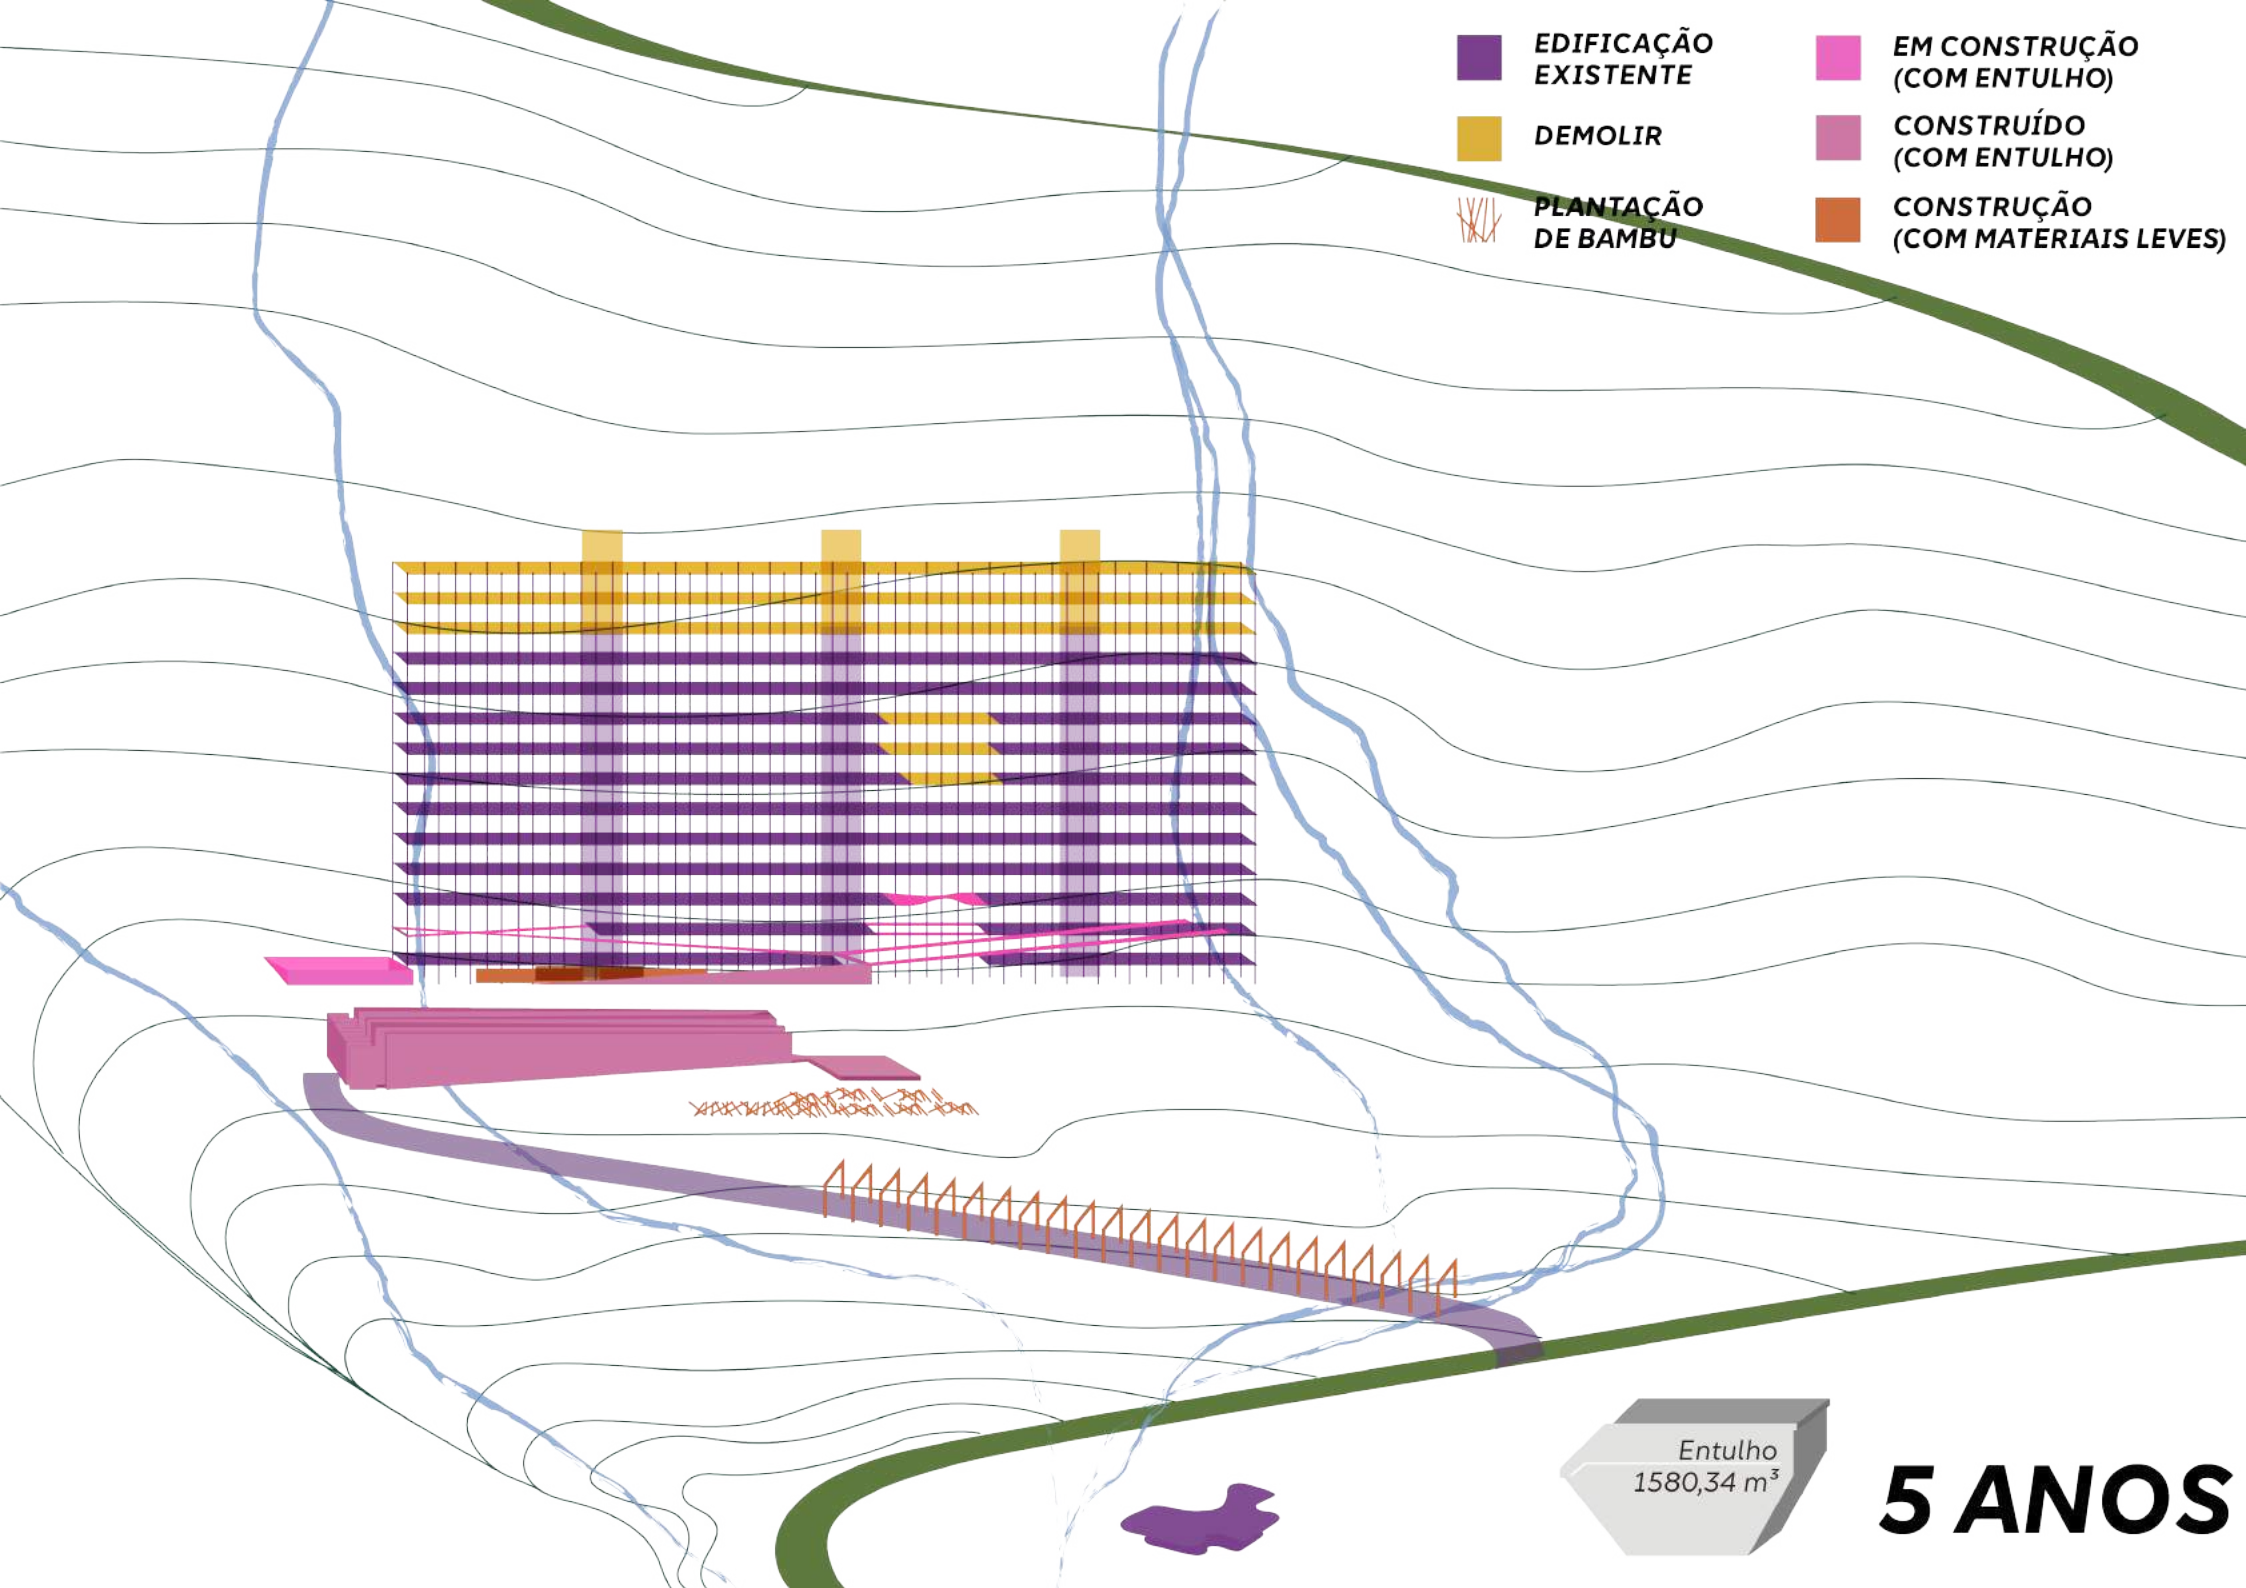 EDIFICAÇÃO
EXISTENTE
DEMOLIR
PLANTAÇÃO
DE BAMBU
EM CONSTRUÇÃO
(COM ENTULHO)
CONSTRUÍDO
(COM ENTULHO)
CONSTRUÇÃO
(COM MATERIAIS LEVES)
Entulho
1580,34 m³
5 ANOS